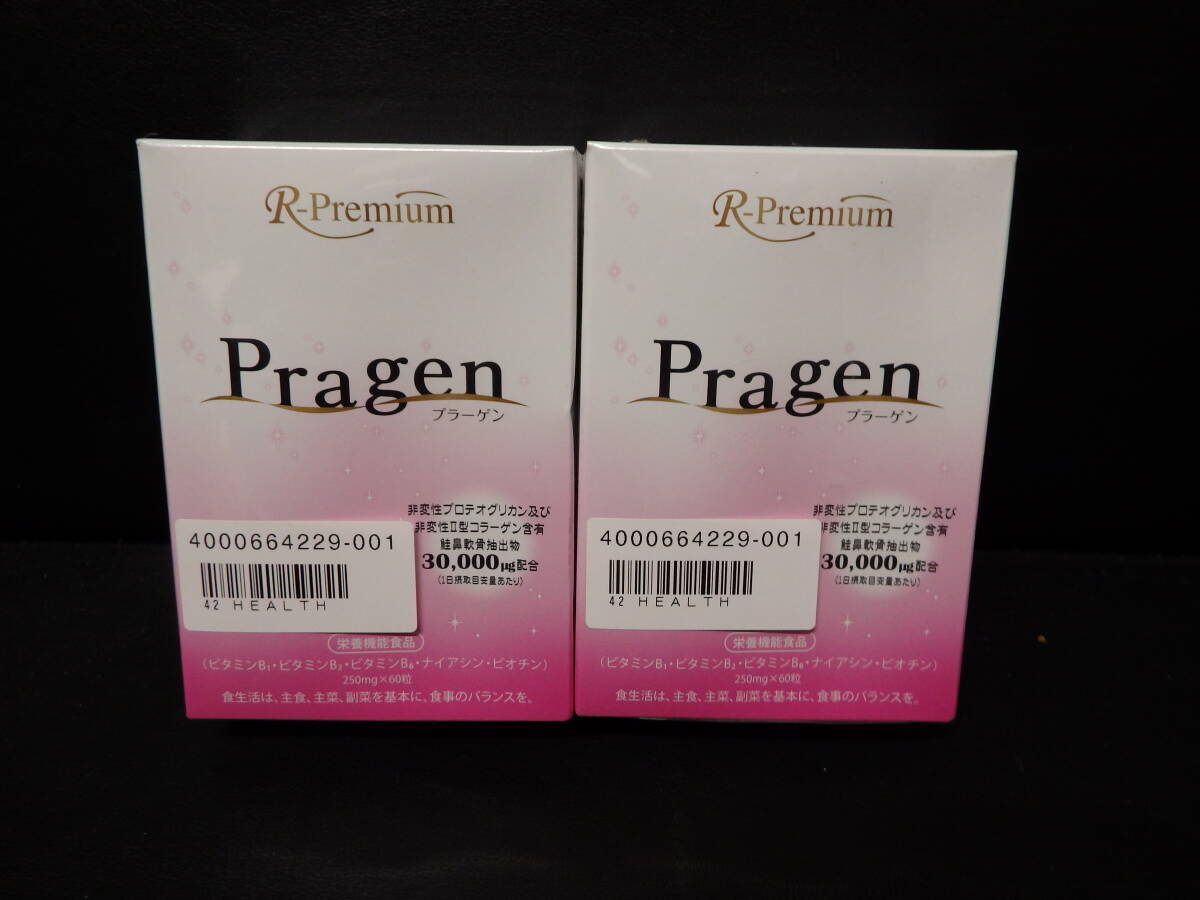 R-Premium
Pragen
プラーゲン
非変性プロテオグリカン及び
非変性Ⅱ型コラーゲン含有
鮭鼻軟骨抽出物
30,000μg配合
(1日摂取目安量あたり)
4000664229-001
42 HEALTH
栄養機能食品
(ビタミンB₁・ビタミンB₂・ビタミンB₆・ナイアシン・ビオチン)
250mg×60粒
食生活は、主食、主菜、副菜を基本に、食事のバランスを。
R-Premium
Pragen
プラーゲン
非変性プロテオグリカン及び
非変性Ⅱ型コラーゲン含有
鮭鼻軟骨抽出物
30,000μg配合
(1日摂取目安量あたり)
4000664229-001
42 HEALTH
栄養機能食品
(ビタミンB₁・ビタミンB₂・ビタミンB₆・ナイアシン・ビオチン)
250mg×60粒
食生活は、主食、主菜、副菜を基本に、食事のバランスを。